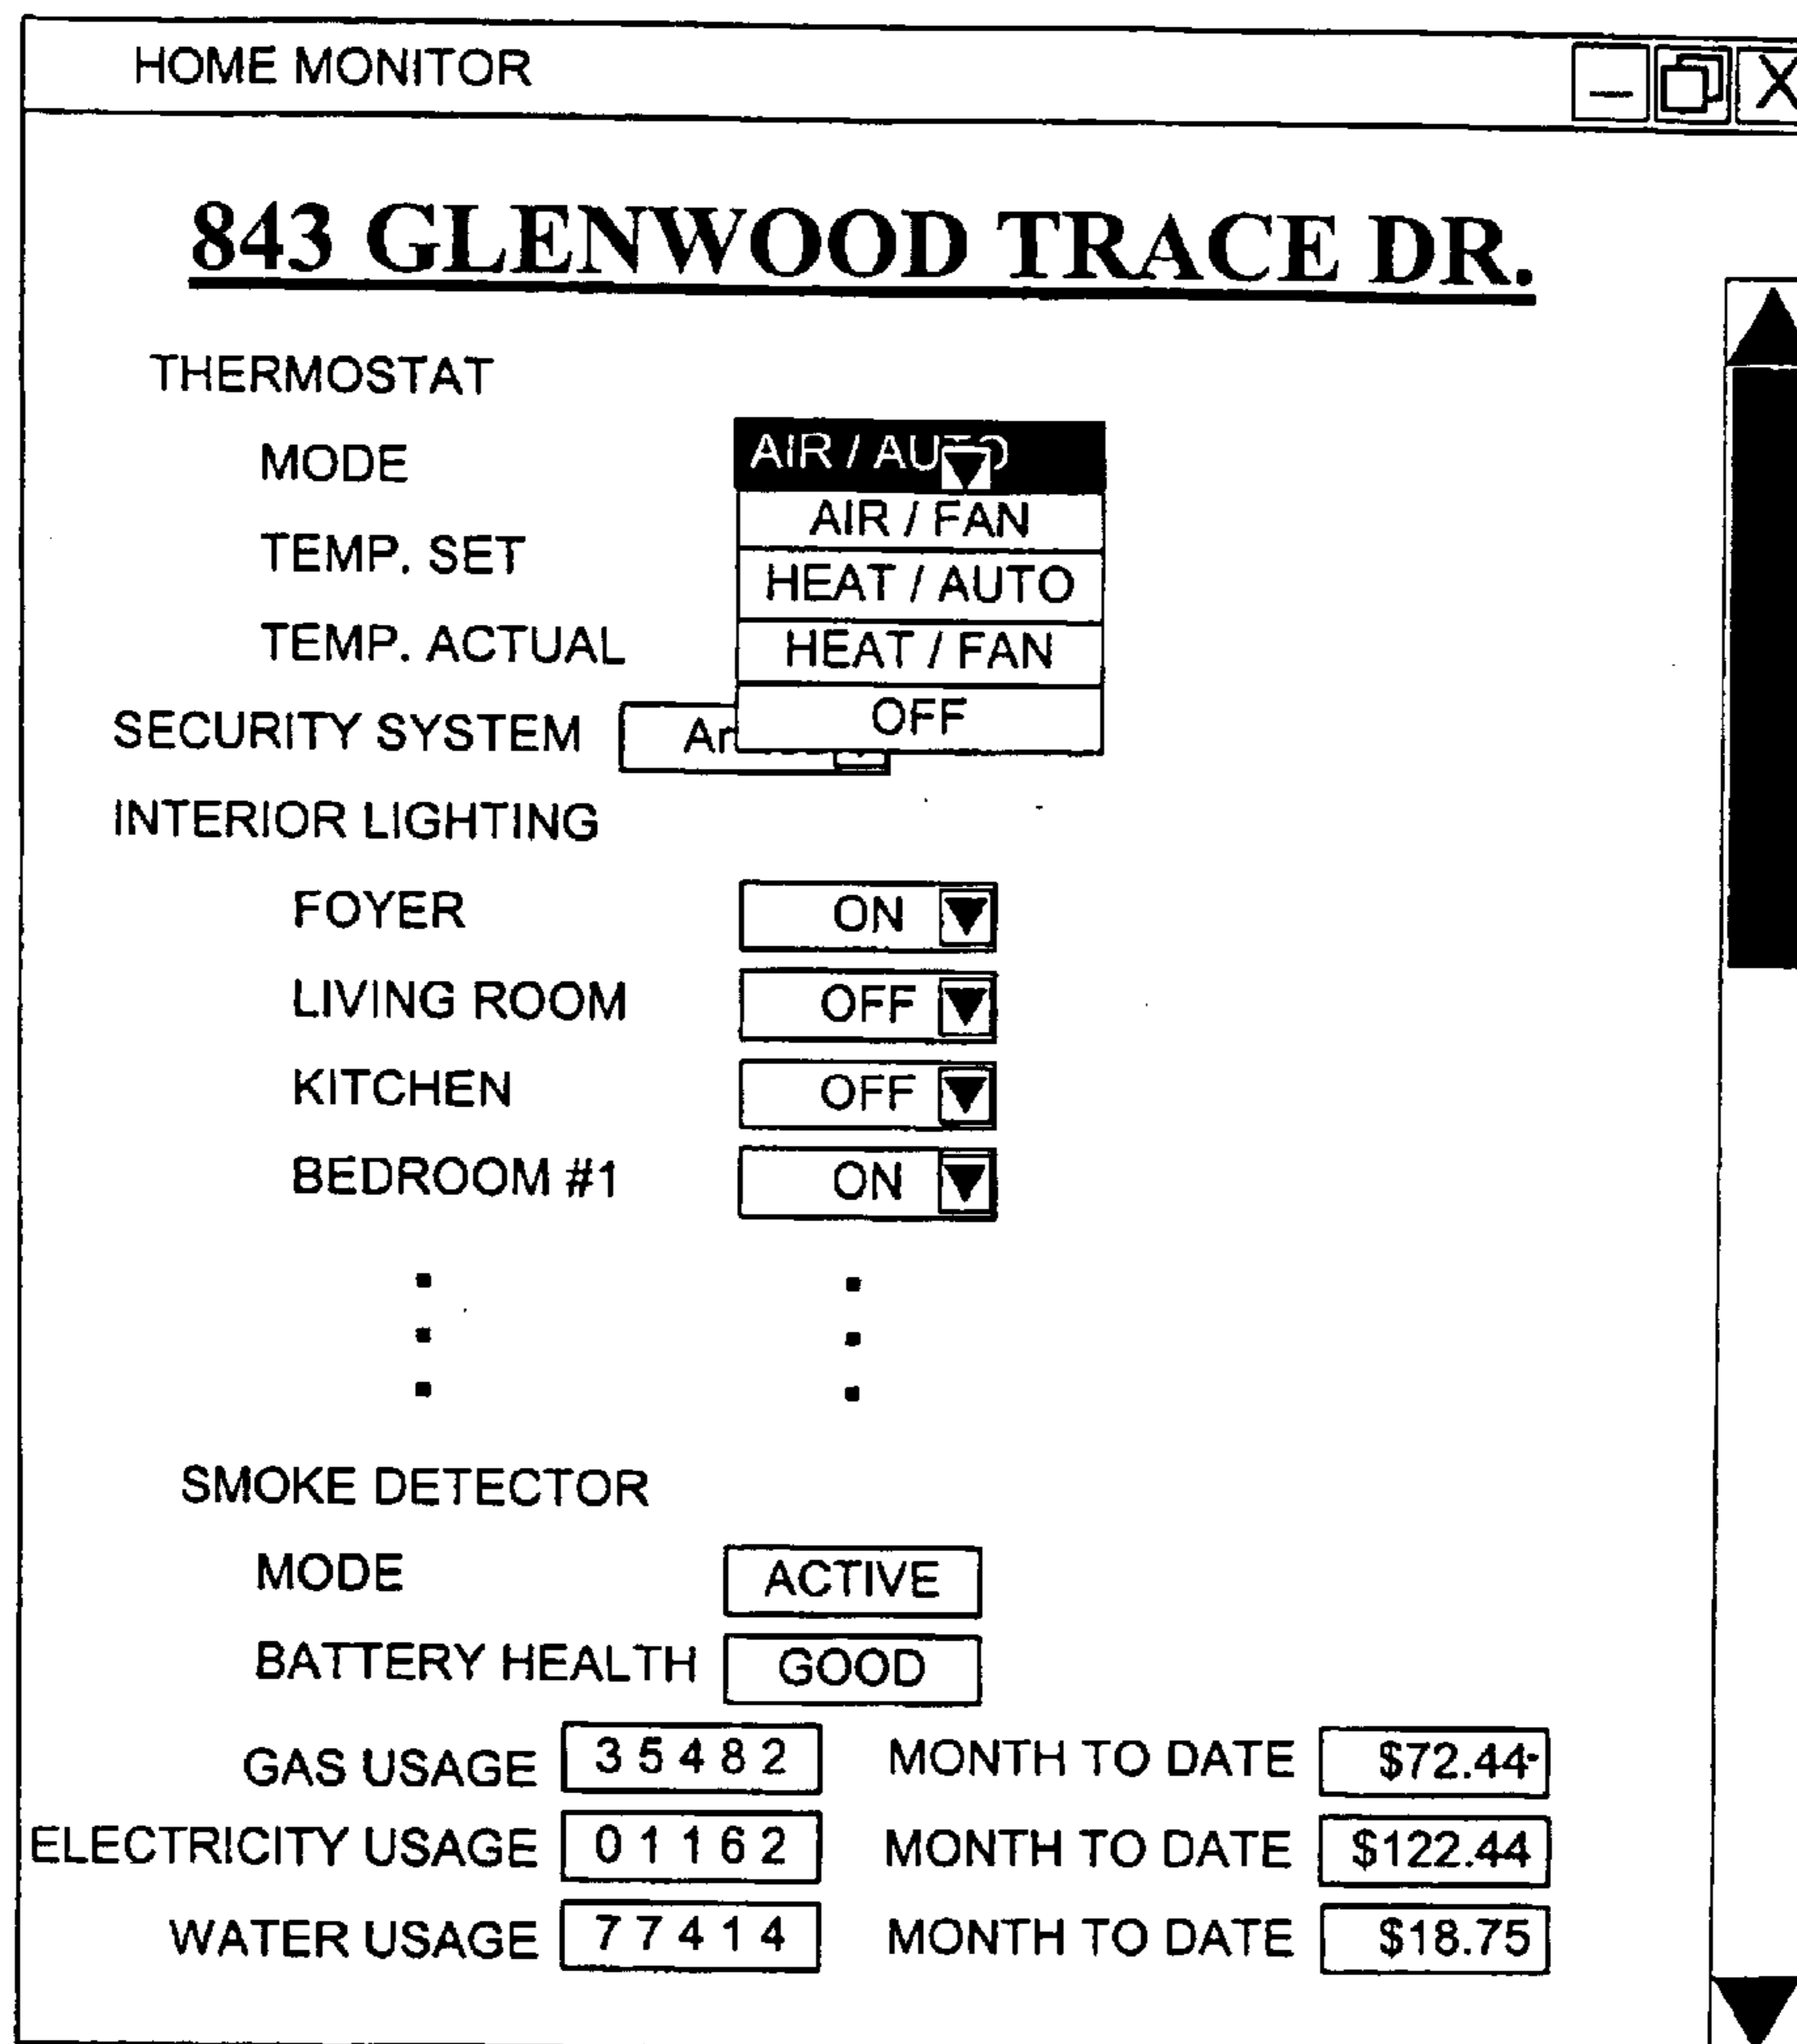 HOME MONITOR
843 GLENWOOD TRACE DR.
THERMOSTAT
MODE AIR / AUTO
AIR / FAN
TEMP. SET
HEAT / AUTO
TEMP. ACTUAL HEAT / FAN
OFF
SECURITY SYSTEM
INTERIOR LIGHTING
FOYER ON
LIVING ROOM OFF
KITCHEN OFF
BEDROOM #1 ON
SMOKE DETECTOR
MODE ACTIVE
BATTERY HEALTH GOOD
GAS USAGE 3 5 4 8 2 MONTH TO DATE $72.44
ELECTRICITY USAGE 0 1 1 6 2 MONTH TO DATE $122.44
WATER USAGE 7 7 4 1 4 MONTH TO DATE $18.75